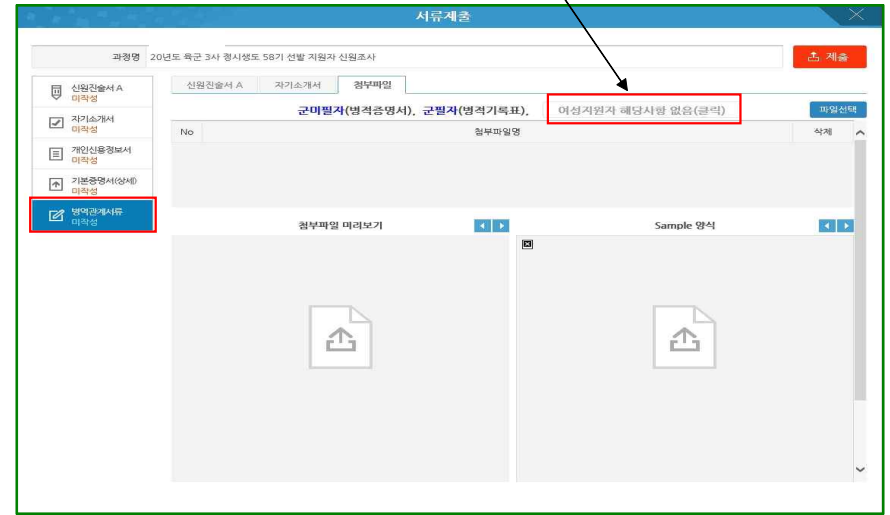 서류제출
과정명 20년도 육군 3사 정시생도 58기 선발 지원자 신원조사
제출
신원진술서 A
미작성
자기소개서
미작성
개인신용정보서
미작성
기본증명서(상세)
미작성
병역관계서류
미작성
신원진술서 A 자기소개서 첨부파일
군미필자(병적증명서), 군필자(병적기록표), 여성지원자 해당사항 없음(클릭) 파일선택
No 첨부파일명 삭제
첨부파일 미리보기 Sample 양식